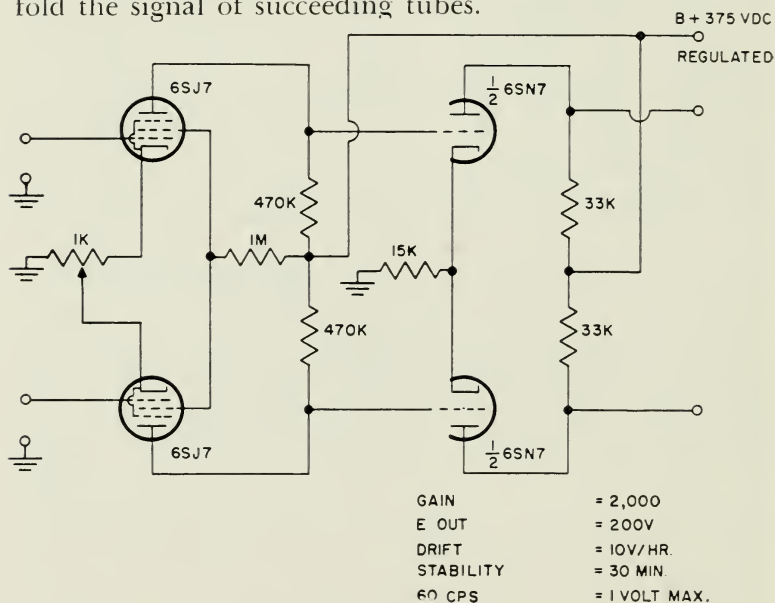 fold the signal of succeeding tubes.
B + 375 VDC
REGULATED
6SJ7
1/2 6SN7
470K
33K
1K
1M
15K
470K
33K
6SJ7
1/2 6SN7
GAIN = 2,000
E OUT = 200V
DRIFT = 10V/HR.
STABILITY = 30 MIN.
60 CPS = 1 VOLT MAX.